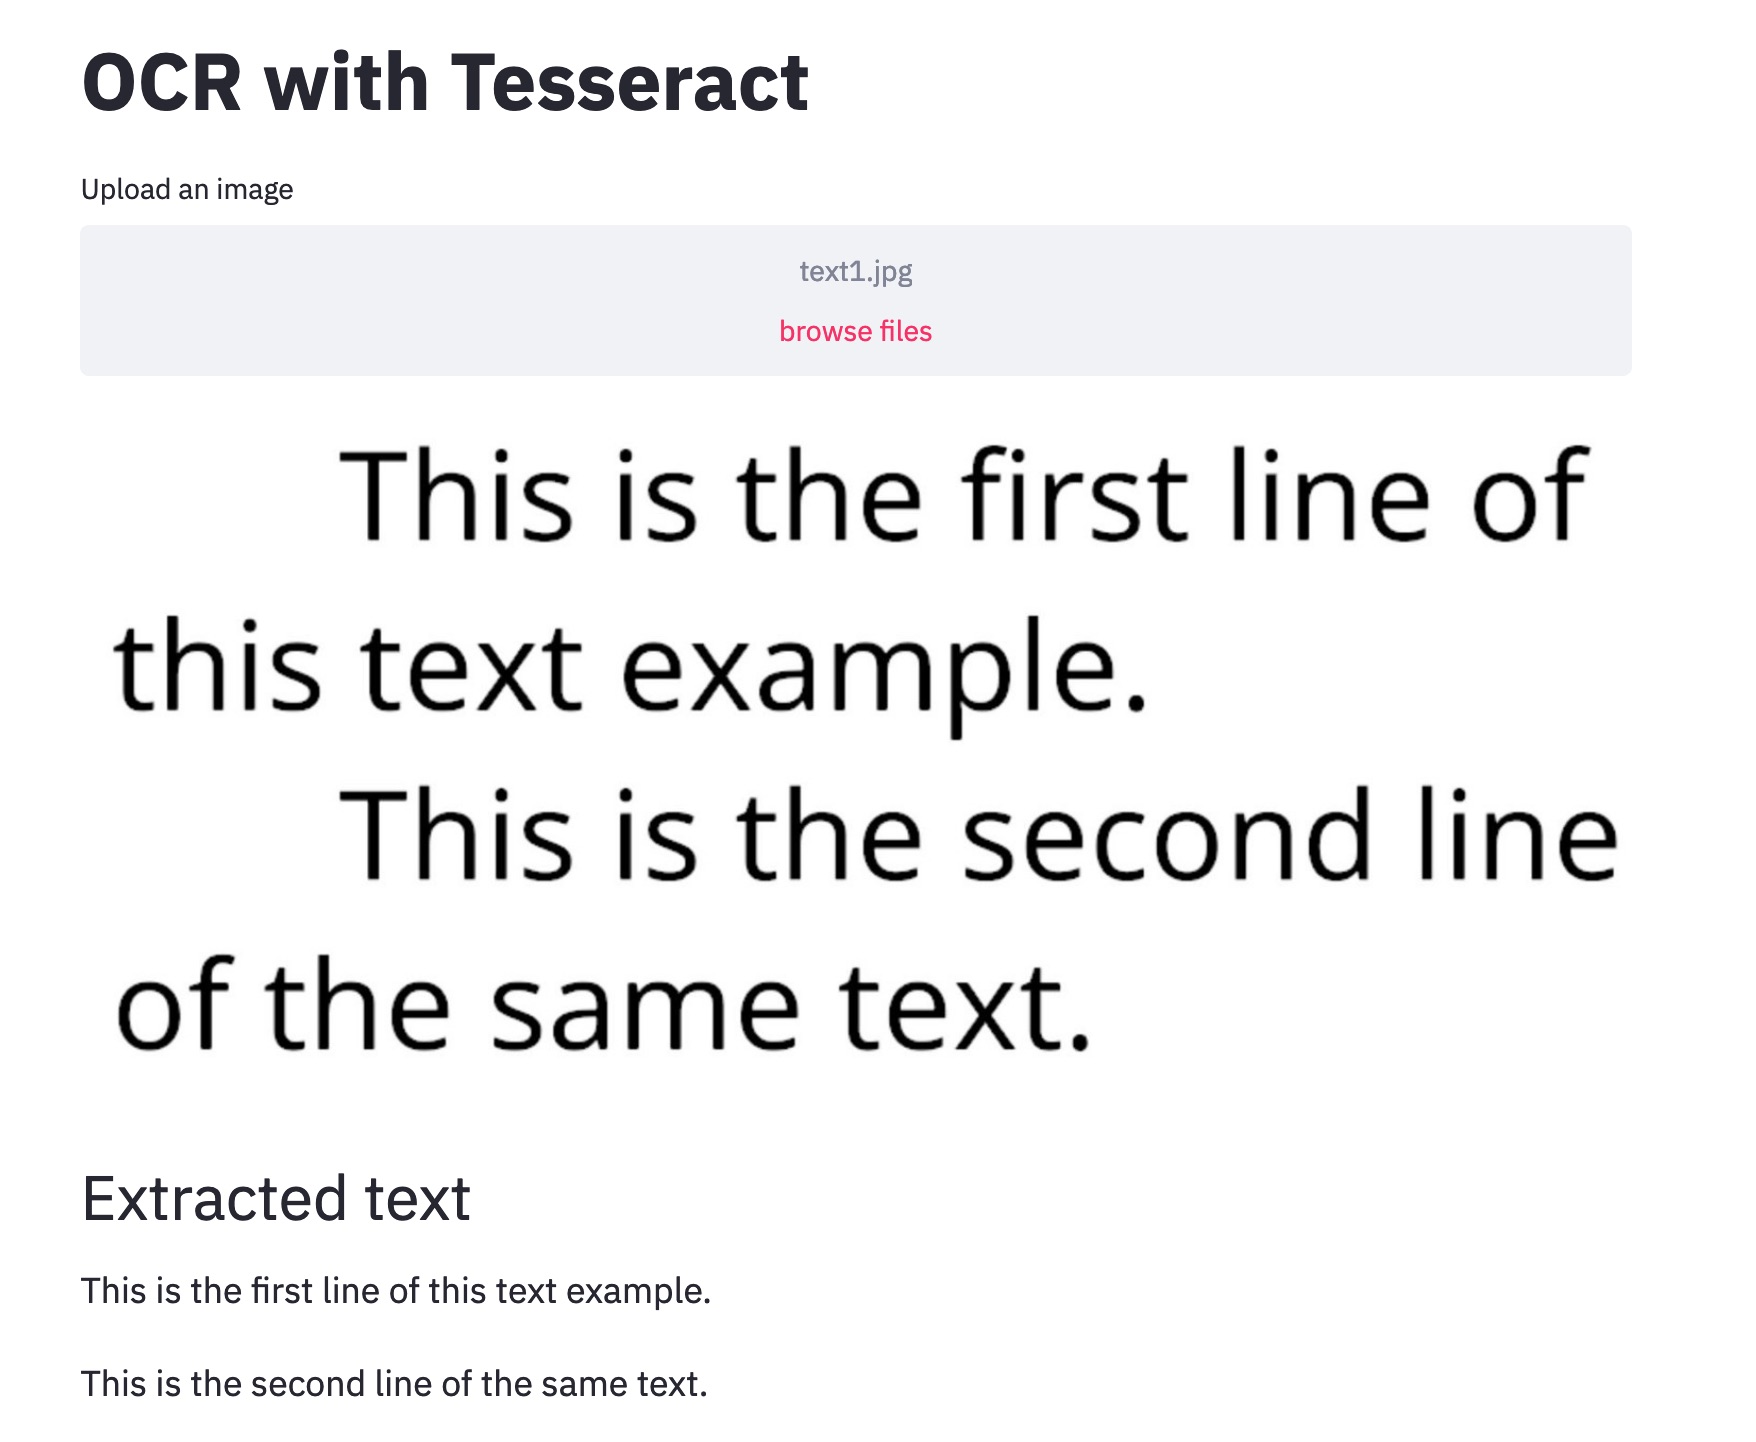 OCR with Tesseract
Upload an image
text1.jpg
browse files
This is the first line of
this text example.
This is the second line
of the same text.
Extracted text
This is the first line of this text example.
This is the second line of the same text.